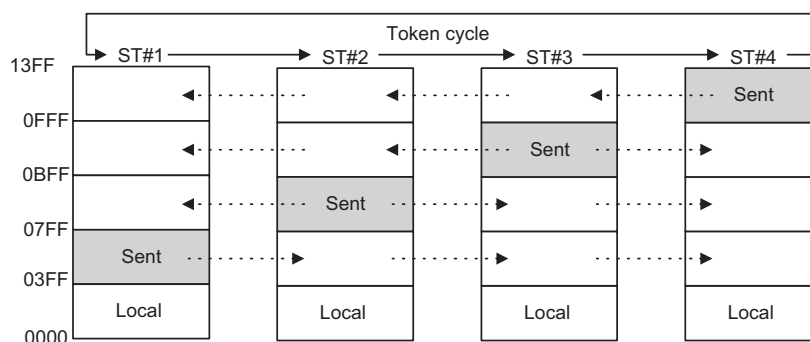 Token cycle
ST#1 ST#2 ST#3 ST#4
13FF
Sent
0FFF
Sent
0BFF
Sent
07FF
Sent
03FF
Local Local Local Local
0000